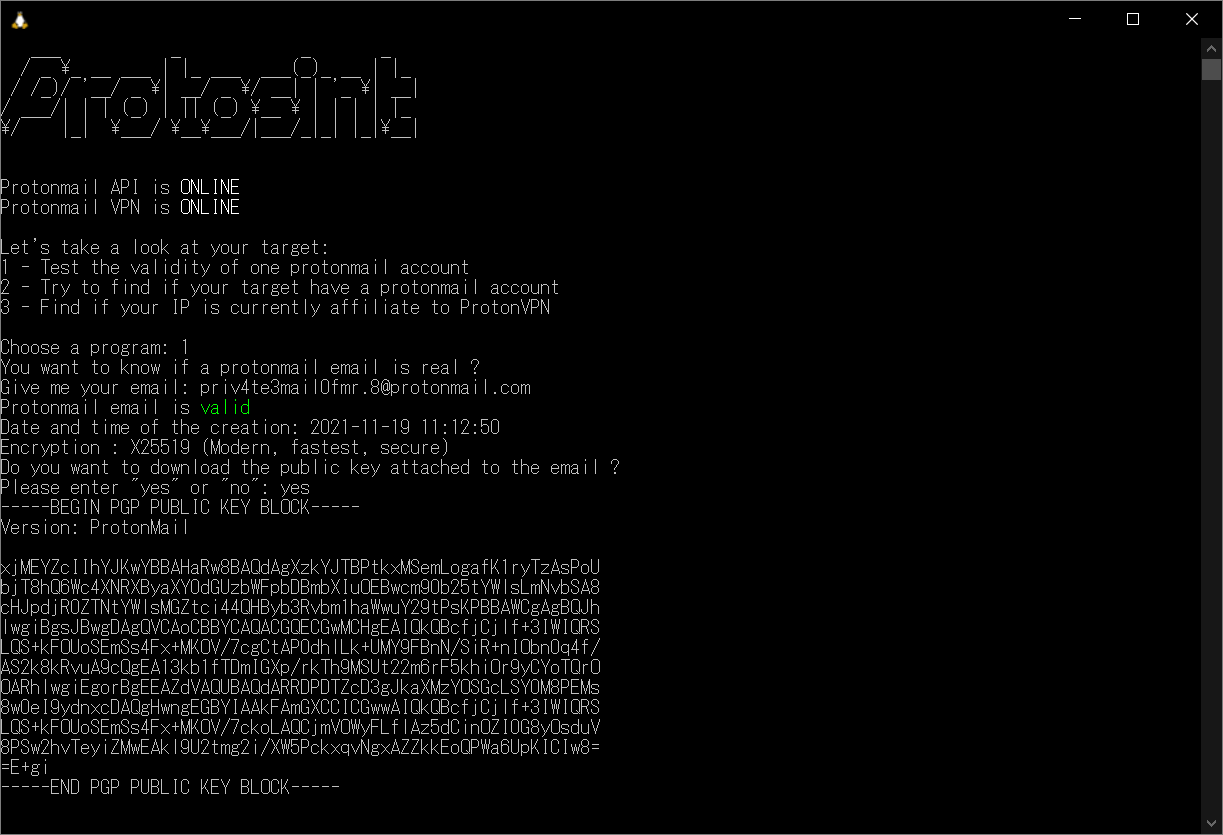 Protosint
Protonmail API is ONLINE
Protonmail VPN is ONLINE
Let's take a look at your target:
1 - Test the validity of one protonmail account
2 - Try to find if your target have a protonmail account
3 - Find if your IP is currently affiliate to ProtonVPN
Choose a program: 1
You want to know if a protonmail email is real ?
Give me your email: priv4te3mail0fmr.8@protonmail.com
Protonmail email is valid
Date and time of the creation: 2021-11-19 11:12:50
Encryption : X25519 (Modern, fastest, secure)
Do you want to download the public key attached to the email ?
Please enter "yes" or "no": yes
-----BEGIN PGP PUBLIC KEY BLOCK-----
Version: ProtonMail
xjMEYZcIIhYJKwYBBAHaRw8BAQdAgXzkYJTBPtkxMSemLogafK1ryTzAsPoU
bjT8hQ6Wc4XNRXByaXY0dGUzbWFpbDBmbXIuOEBwcm90b25tYWlsLmNvbSA8
cHJpdjR0ZTNtYWlsMGZtci44QHByb3Rvbm1haWwuY29tPsKPBBAWCgAgBQJh
lwgiBgsJBwgDAgQVCAoCBBYCAQACGQECGwMCHgEAIQkQBcfjCjlf+3IWIQRS
LQS+kFOUoSEmSs4Fx+MKOV/7cgCtAP0dhlLk+UMY9FBnN/SiR+nIObn0q4f/
AS2k8kRvuA9cQgEA13kb1fTDmIGXp/rkTh9MSUt22m6rF5khiOr9yCYoTQrO
OARhlwgiEgorBgEEAZdVAQUBAQdARRDPDTZcD3gJkaXMzYOSGcLSY0M8PEMs
8w0eI9ydnxcDAQgHwngEGBYIAAkFAmGXCCICGwwAIQkQBcfjCjlf+3IWIQRS
LQS+kFOUoSEmSs4Fx+MKOV/7ckoLAQCjmVOWyFLflAz5dCinOZIOG8yOsduV
8PSw2hvTeyiZMwEAkl9U2tmg2i/XW5PckxqvNgxAZZkkEoQPWa6UpKICIw8=
=E+gi
-----END PGP PUBLIC KEY BLOCK-----